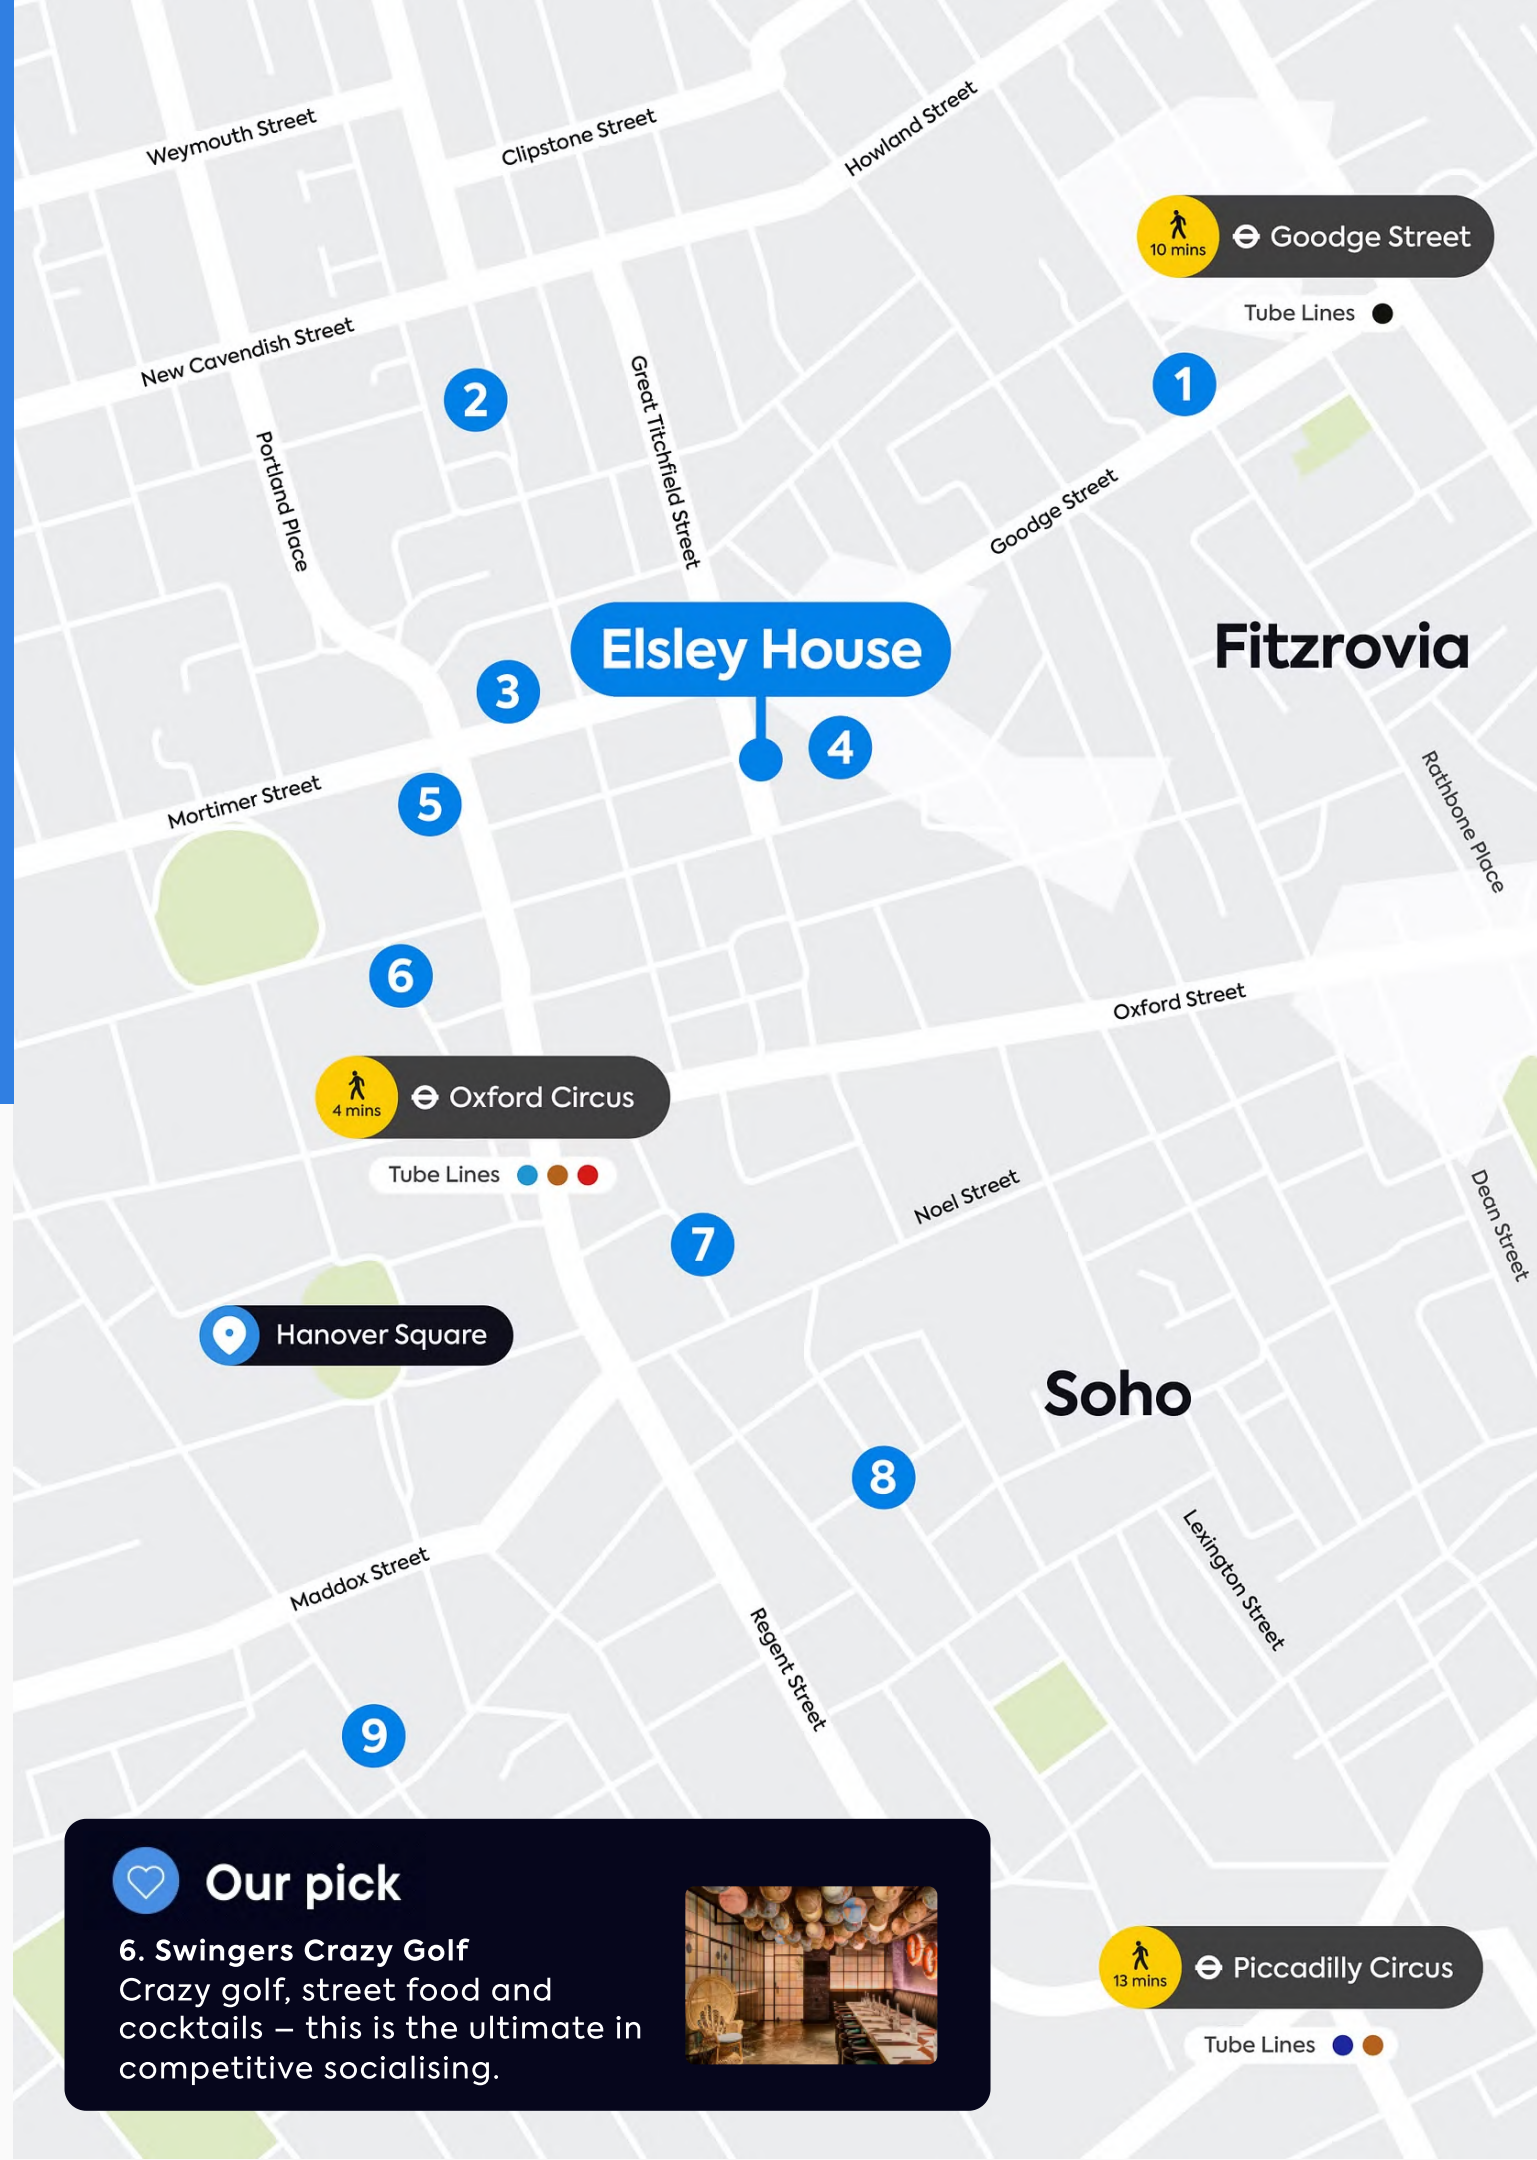 Weymouth Street
Clipstone Street
Howland Street
10 mins
Goodge Street
Tube Lines
New Cavendish Street
2
1
Great Titchfield Street
Portland Place
Goodge Street
Elsley House
Fitzrovia
3
4
Mortimer Street
5
Rathbone Place
6
Oxford Street
4 mins
Oxford Circus
Tube Lines
Noel Street
Dean Street
7
Hanover Square
Soho
8
Lexington Street
Maddox Street
Regent Street
9
Our pick
6. Swingers Crazy Golf
Crazy golf, street food and
cocktails – this is the ultimate in
competitive socialising.
13 mins
Piccadilly Circus
Tube Lines